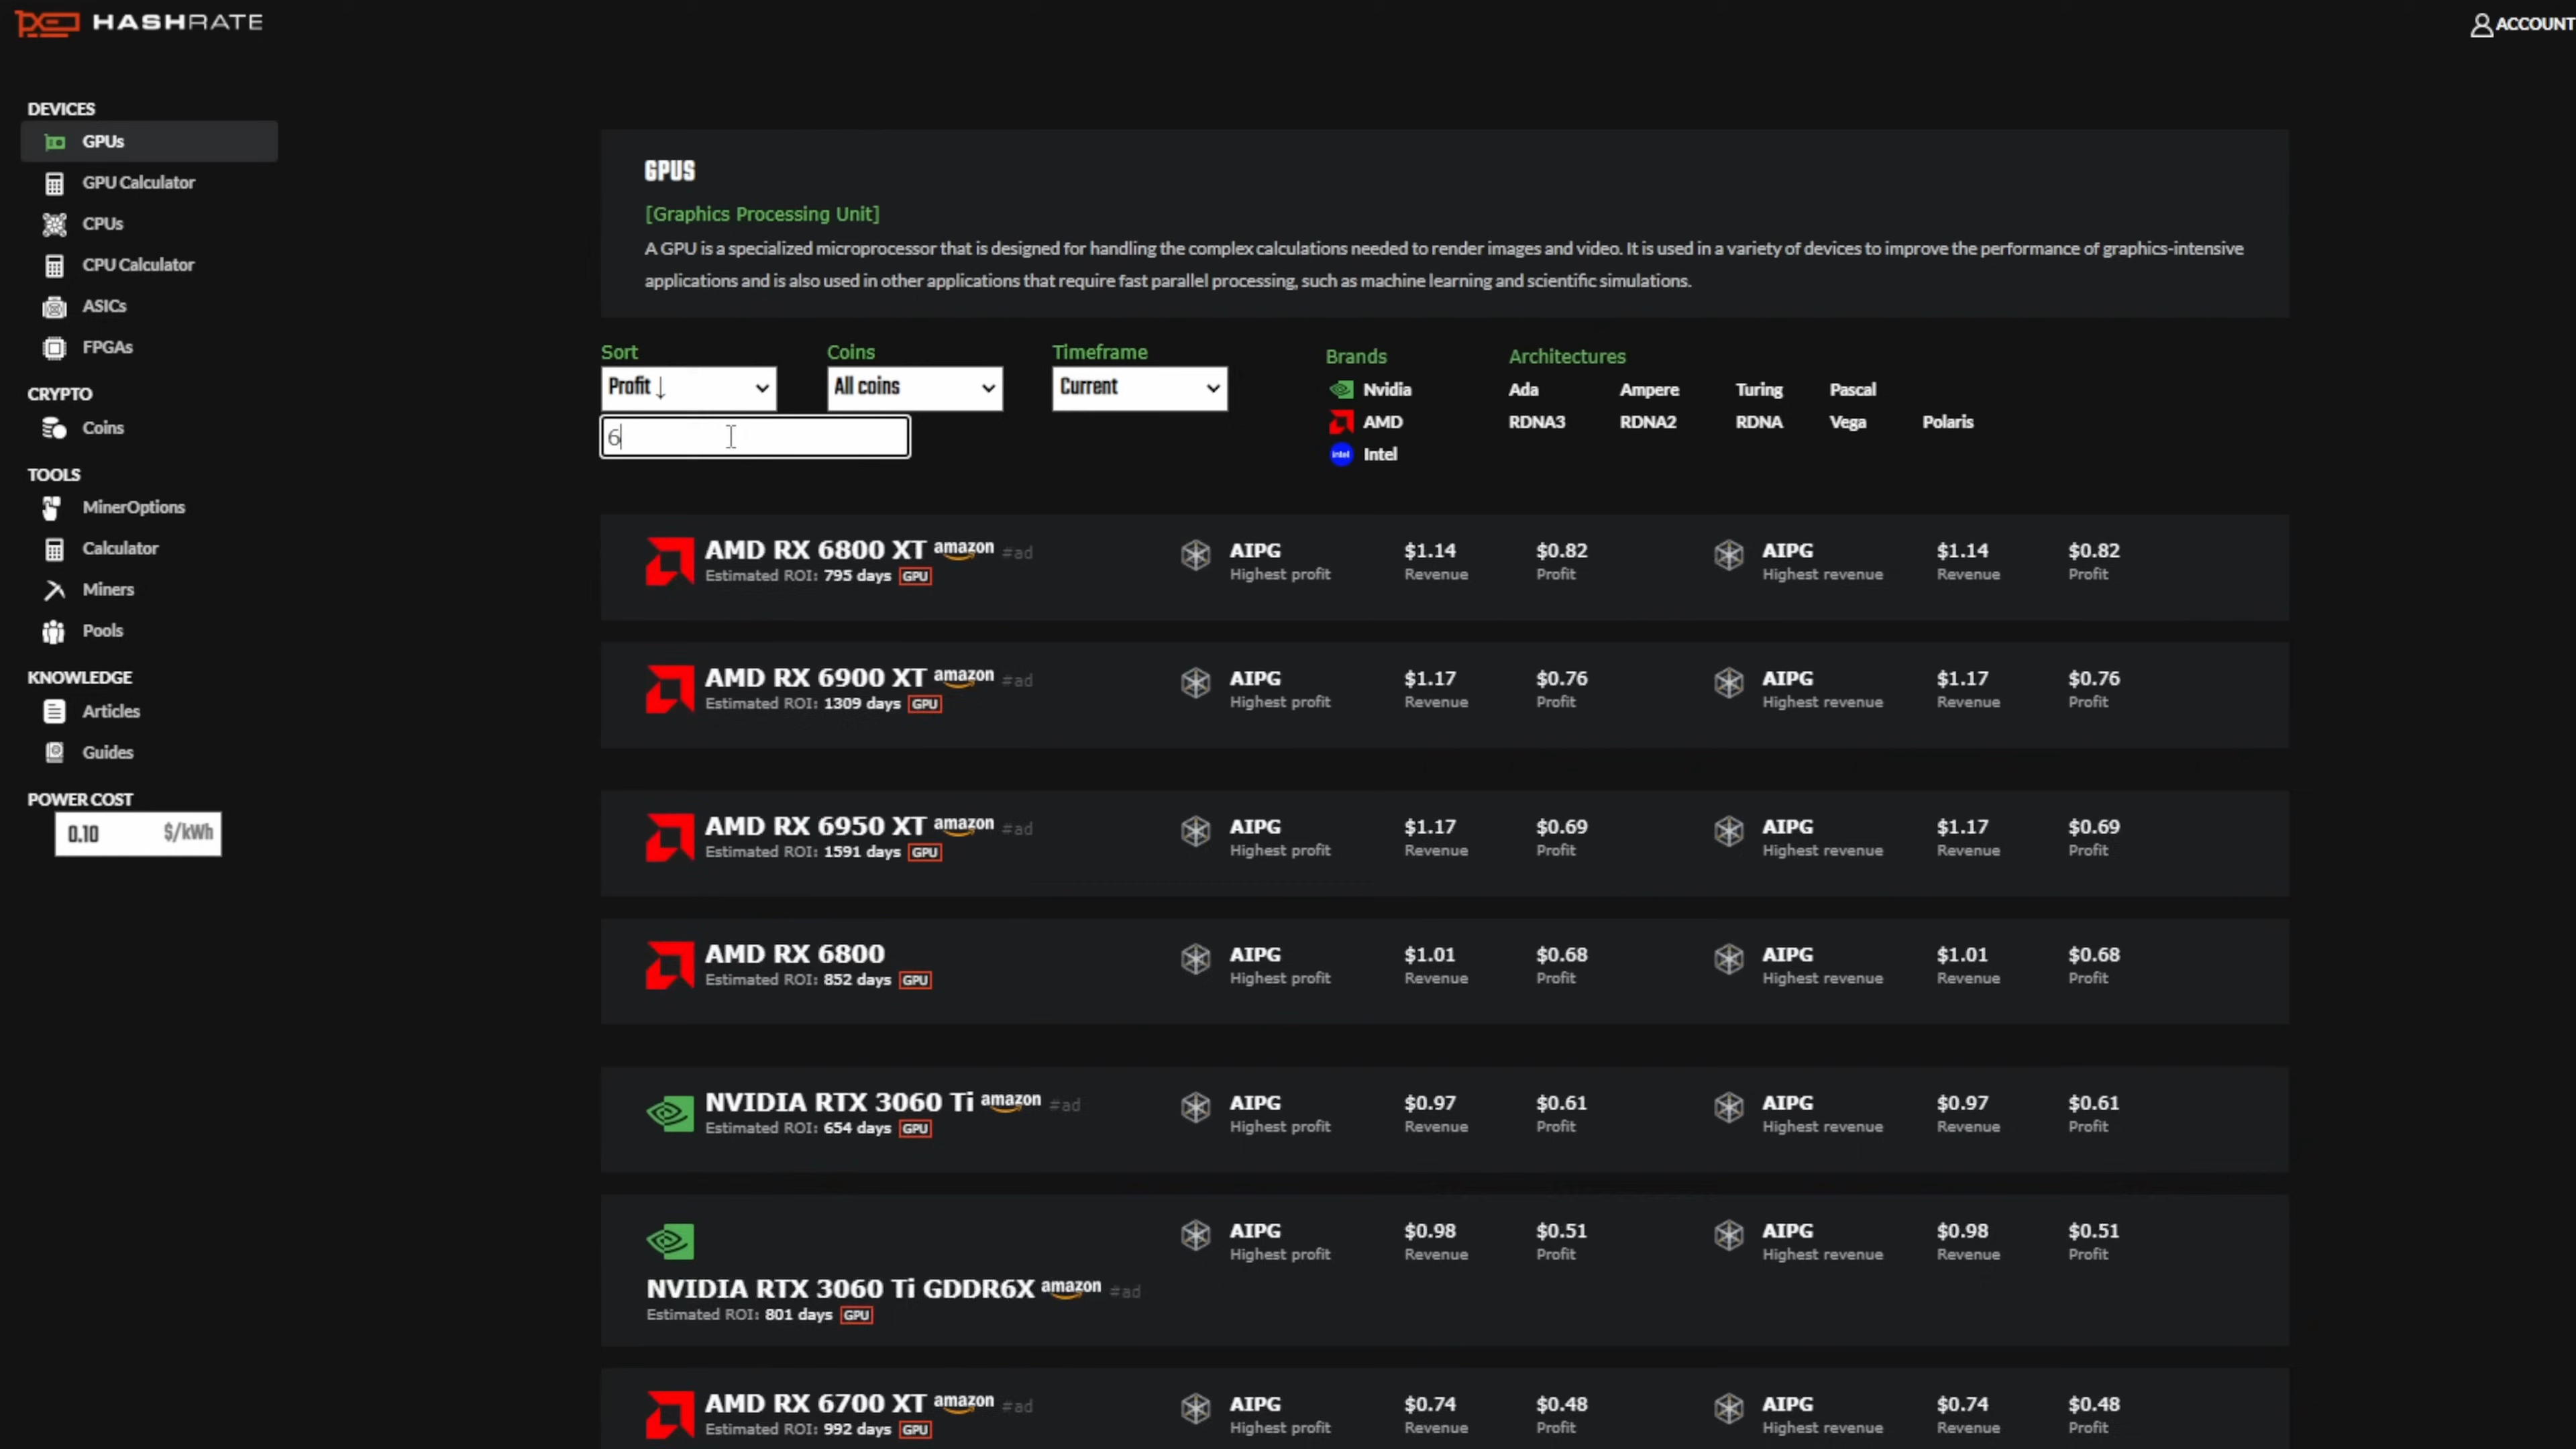 HASHRATE
ACCOUNT
DEVICES
GPUs
GPU Calculator
CPUs
CPU Calculator
ASICs
FPGAs
CRYPTO
Coins
TOOLS
MinerOptions
Calculator
Miners
Pools
KNOWLEDGE
Articles
Guides
POWER COST
0.10 $/kWh
GPUS
[Graphics Processing Unit]
A GPU is a specialized microprocessor that is designed for handling the complex calculations needed to render images and video. It is used in a variety of devices to improve the performance of graphics-intensive
applications and is also used in other applications that require fast parallel processing, such as machine learning and scientific simulations.
Sort Coins Timeframe Brands Architectures
Profit ↓ All coins Current
Nvidia Ada Ampere Turing Pascal
AMD RDNA3 RDNA2 RDNA Vega Polaris
6
intel Intel
AMD RX 6800 XT amazon #ad AIPG $1.14 $0.82 AIPG $1.14 $0.82
Estimated ROI: 795 days GPU Highest profit Revenue Profit Highest revenue Revenue Profit
AMD RX 6900 XT amazon #ad AIPG $1.17 $0.76 AIPG $1.17 $0.76
Estimated ROI: 1309 days GPU Highest profit Revenue Profit Highest revenue Revenue Profit
AMD RX 6950 XT amazon #ad AIPG $1.17 $0.69 AIPG $1.17 $0.69
Estimated ROI: 1591 days GPU Highest profit Revenue Profit Highest revenue Revenue Profit
AMD RX 6800 AIPG $1.01 $0.68 AIPG $1.01 $0.68
Estimated ROI: 852 days GPU Highest profit Revenue Profit Highest revenue Revenue Profit
NVIDIA RTX 3060 Ti amazon #ad AIPG $0.97 $0.61 AIPG $0.97 $0.61
Estimated ROI: 654 days GPU Highest profit Revenue Profit Highest revenue Revenue Profit
AIPG $0.98 $0.51 AIPG $0.98 $0.51
Highest profit Revenue Profit Highest revenue Revenue Profit
NVIDIA RTX 3060 Ti GDDR6X amazon #ad
Estimated ROI: 801 days GPU
AMD RX 6700 XT amazon #ad AIPG $0.74 $0.48 AIPG $0.74 $0.48
Estimated ROI: 992 days GPU Highest profit Revenue Profit Highest revenue Revenue Profit